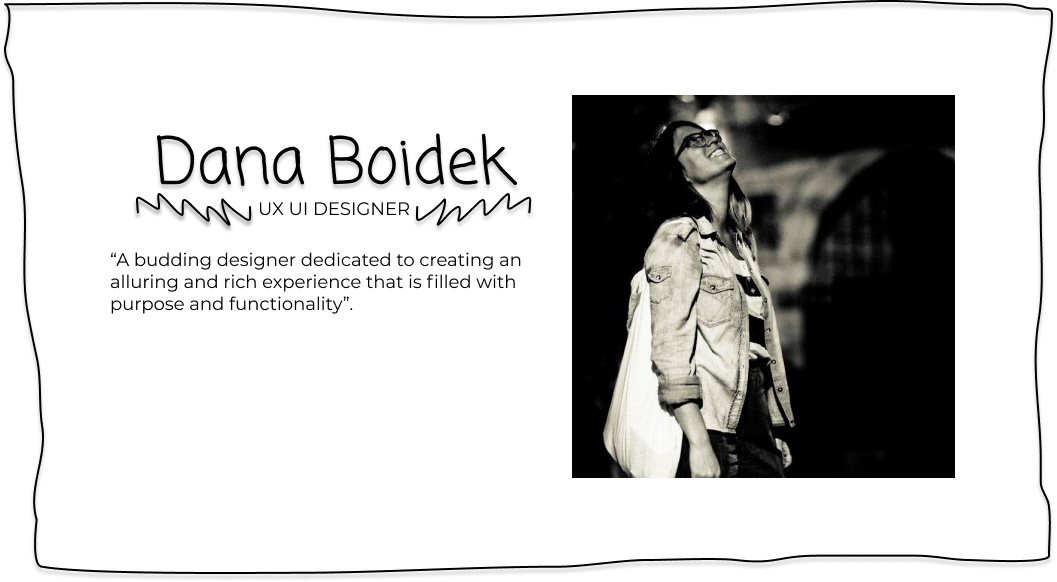 Dana Boidek
UX UI DESIGNER
“A budding designer dedicated to creating an
alluring and rich experience that is filled with
purpose and functionality”.